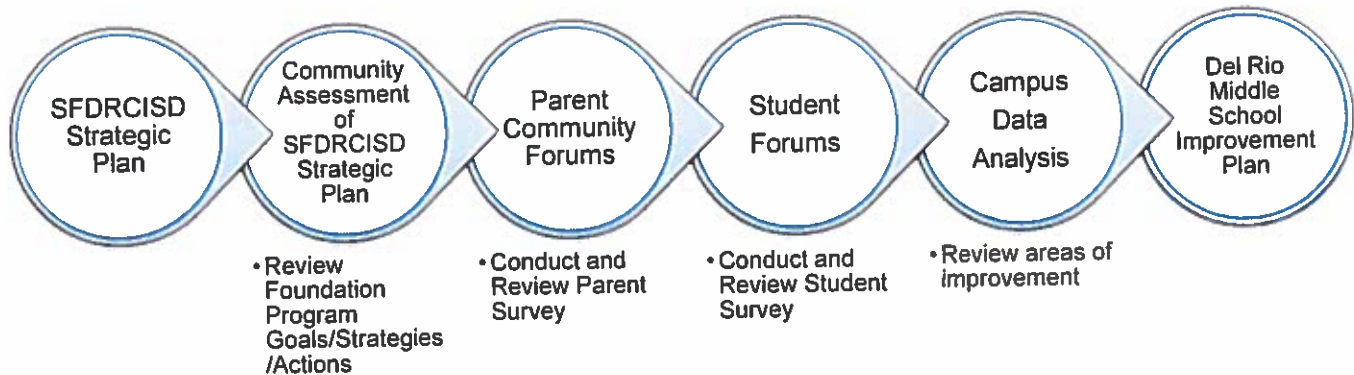 SFDRCISD
Strategic
Plan
Community
Assessment
of
SFDRCISD
Strategic
Plan
Parent
Community
Forums
Student
Forums
Campus
Data
Analysis
Del Rio
Middle
School
Improvement
Plan
• Review
Foundation
Program
Goals/Strategies
/Actions
• Conduct and
Review Parent
Survey
• Conduct and
Review Student
Survey
• Review areas of
improvement